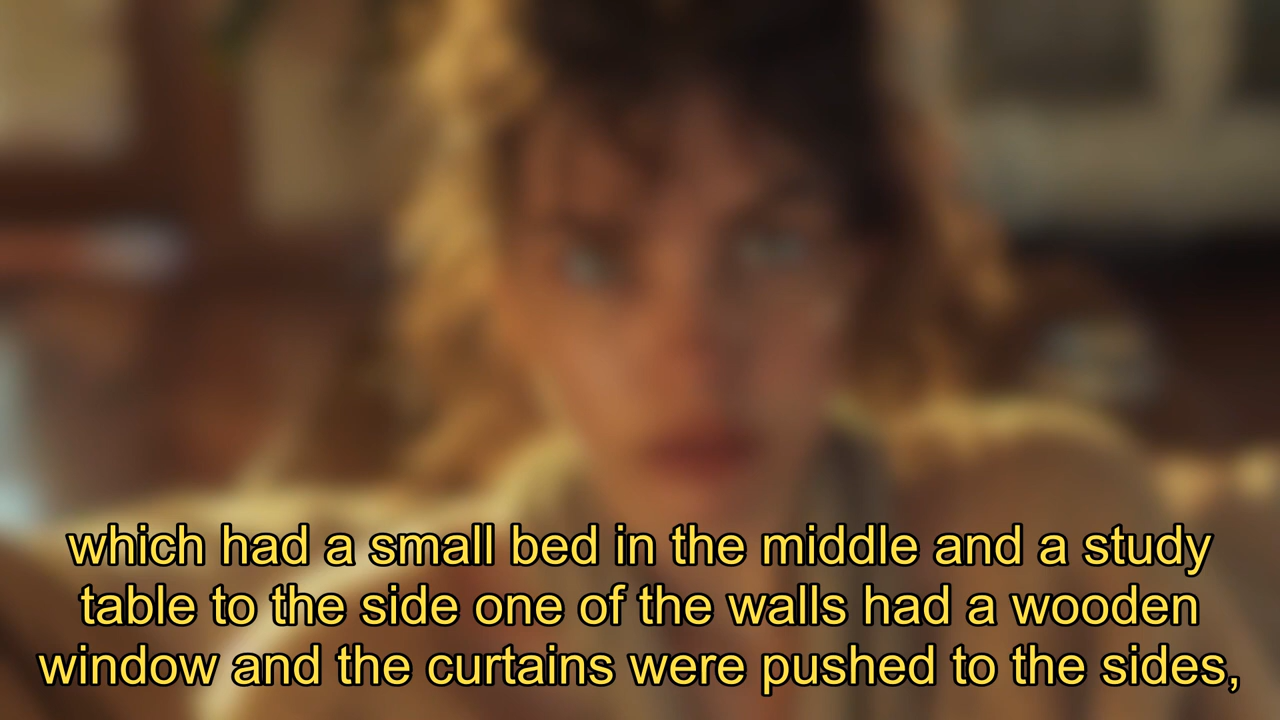 which had a small bed in the middle and a study
table to the side one of the walls had a wooden
window and the curtains were pushed to the sides,